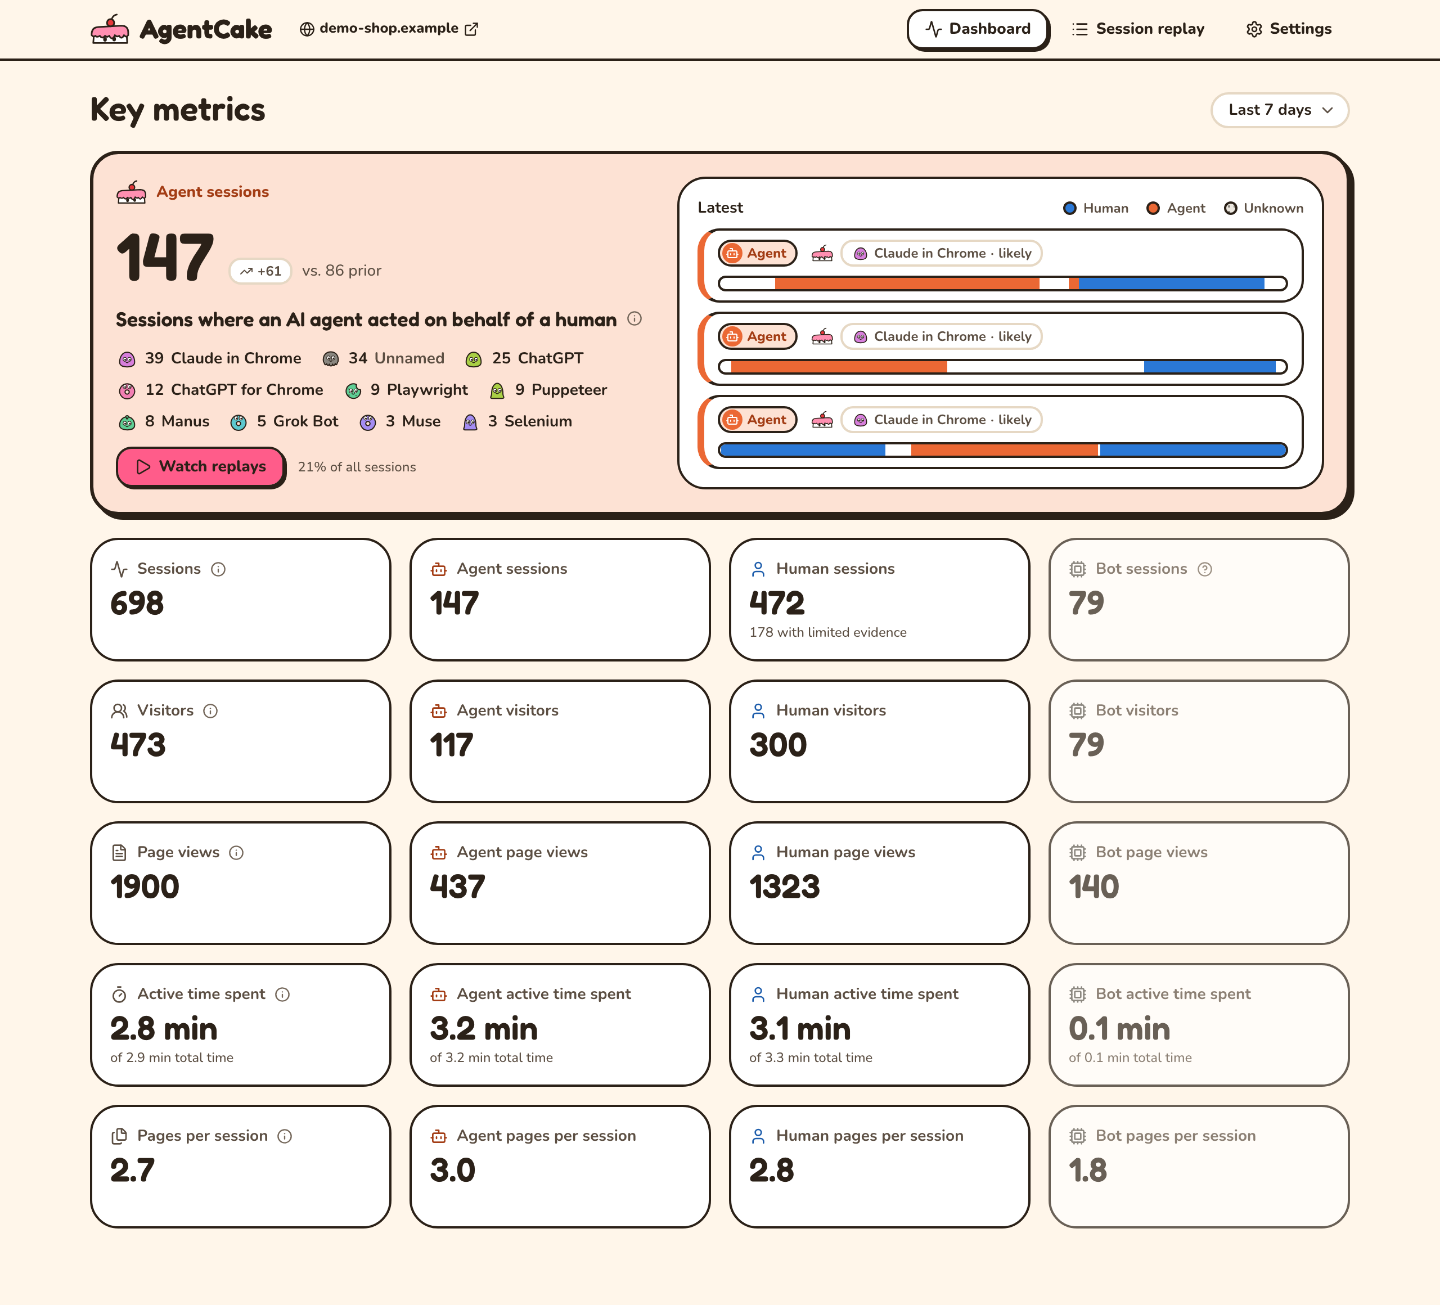 AgentCake
demo-shop.example
Dashboard
Session replay
Settings
Key metrics
Last 7 days
Agent sessions
147
+61
vs. 86 prior
Sessions where an AI agent acted on behalf of a human
39 Claude in Chrome
34 Unnamed
25 ChatGPT
12 ChatGPT for Chrome
9 Playwright
9 Puppeteer
8 Manus
5 Grok Bot
3 Muse
3 Selenium
Watch replays
21% of all sessions
Latest
Human
Agent
Unknown
Agent
Claude in Chrome · likely
Agent
Claude in Chrome · likely
Agent
Claude in Chrome · likely
Sessions
698
Agent sessions
147
Human sessions
472
178 with limited evidence
Bot sessions
79
Visitors
473
Agent visitors
117
Human visitors
300
Bot visitors
79
Page views
1900
Agent page views
437
Human page views
1323
Bot page views
140
Active time spent
2.8 min
of 2.9 min total time
Agent active time spent
3.2 min
of 3.2 min total time
Human active time spent
3.1 min
of 3.3 min total time
Bot active time spent
0.1 min
of 0.1 min total time
Pages per session
2.7
Agent pages per session
3.0
Human pages per session
2.8
Bot pages per session
1.8